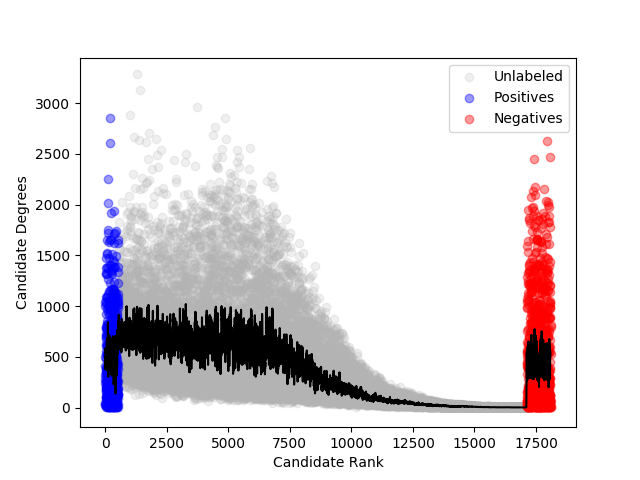 Unlabeled
Positives
Negatives
3000
2500
2000
1500
1000
500
0
Candidate Degrees
0 2500 5000 7500 10000 12500 15000 17500
Candidate Rank